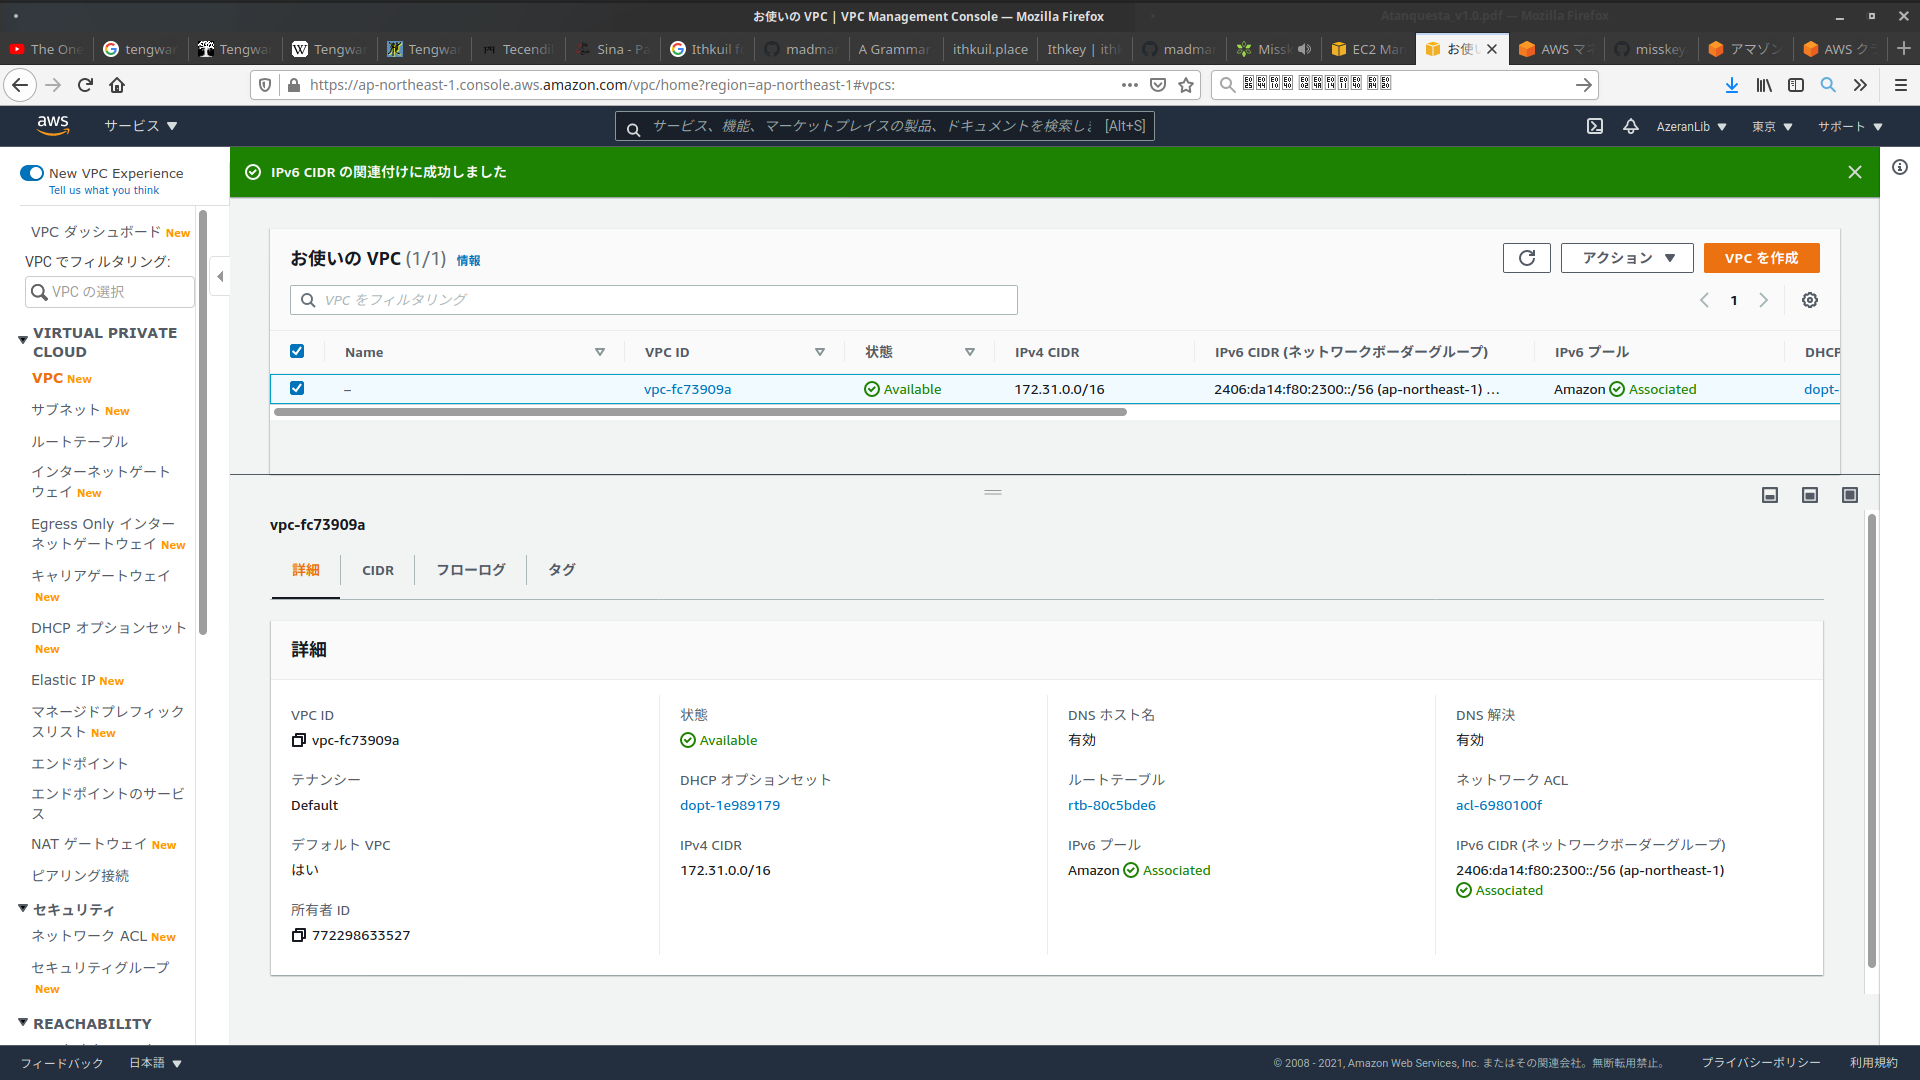 お使いの VPC | VPC Management Console — Mozilla Firefox
Atanquesta_v1.0.pdf — Mozilla Firefox
The One
tengwar
Tengwa
Tengwar
Tengwar
Tecendil
Sina - Pa
Ithkuil f
madma
A Grammar
ithkuil.place
Ithkey | ith
madma
Missk
EC2 Ma
お使い
AWS マ
misskey
アマゾン
AWS ク
https://ap-northeast-1.console.aws.amazon.com/vpc/home?region=ap-northeast-1#vpcs:
aws
サービス ▼
サービス、機能、マーケットプレイスの製品、ドキュメントを検索し [Alt+S]
AzeranLib ▼
東京 ▼
サポート ▼
New VPC Experience
Tell us what you think
IPv6 CIDR の関連付けに成功しました
VPC ダッシュボード New
VPC でフィルタリング:
VPC の選択
VIRTUAL PRIVATE
CLOUD
VPC New
サブネット New
ルートテーブル
インターネットゲート
ウェイ New
Egress Only インター
ネットゲートウェイ New
キャリアゲートウェイ
New
DHCP オプションセット
New
Elastic IP New
マネージドプレフィック
スリスト New
エンドポイント
エンドポイントのサービ
ス
NAT ゲートウェイ New
ピアリング接続
セキュリティ
ネットワーク ACL New
セキュリティグループ
New
REACHABILITY
お使いの VPC (1/1) 情報
アクション ▼
VPC を作成
VPC をフィルタリング
1
Name
VPC ID
状態
IPv4 CIDR
IPv6 CIDR (ネットワークボーダーグループ)
IPv6 プール
DHCP
–
vpc-fc73909a
Available
172.31.0.0/16
2406:da14:f80:2300::/56 (ap-northeast-1) ...
Amazon Associated
dopt-
vpc-fc73909a
詳細
CIDR
フローログ
タグ
詳細
VPC ID
vpc-fc73909a
状態
Available
DNS ホスト名
有効
DNS 解決
有効
テナンシー
Default
DHCP オプションセット
dopt-1e989179
ルートテーブル
rtb-80c5bde6
ネットワーク ACL
acl-6980100f
デフォルト VPC
はい
IPv4 CIDR
172.31.0.0/16
IPv6 プール
Amazon Associated
IPv6 CIDR (ネットワークボーダーグループ)
2406:da14:f80:2300::/56 (ap-northeast-1)
Associated
所有者 ID
772298633527
フィードバック
日本語 ▼
© 2008 - 2021, Amazon Web Services, Inc. またはその関連会社。無断転用禁止。
プライバシーポリシー
利用規約